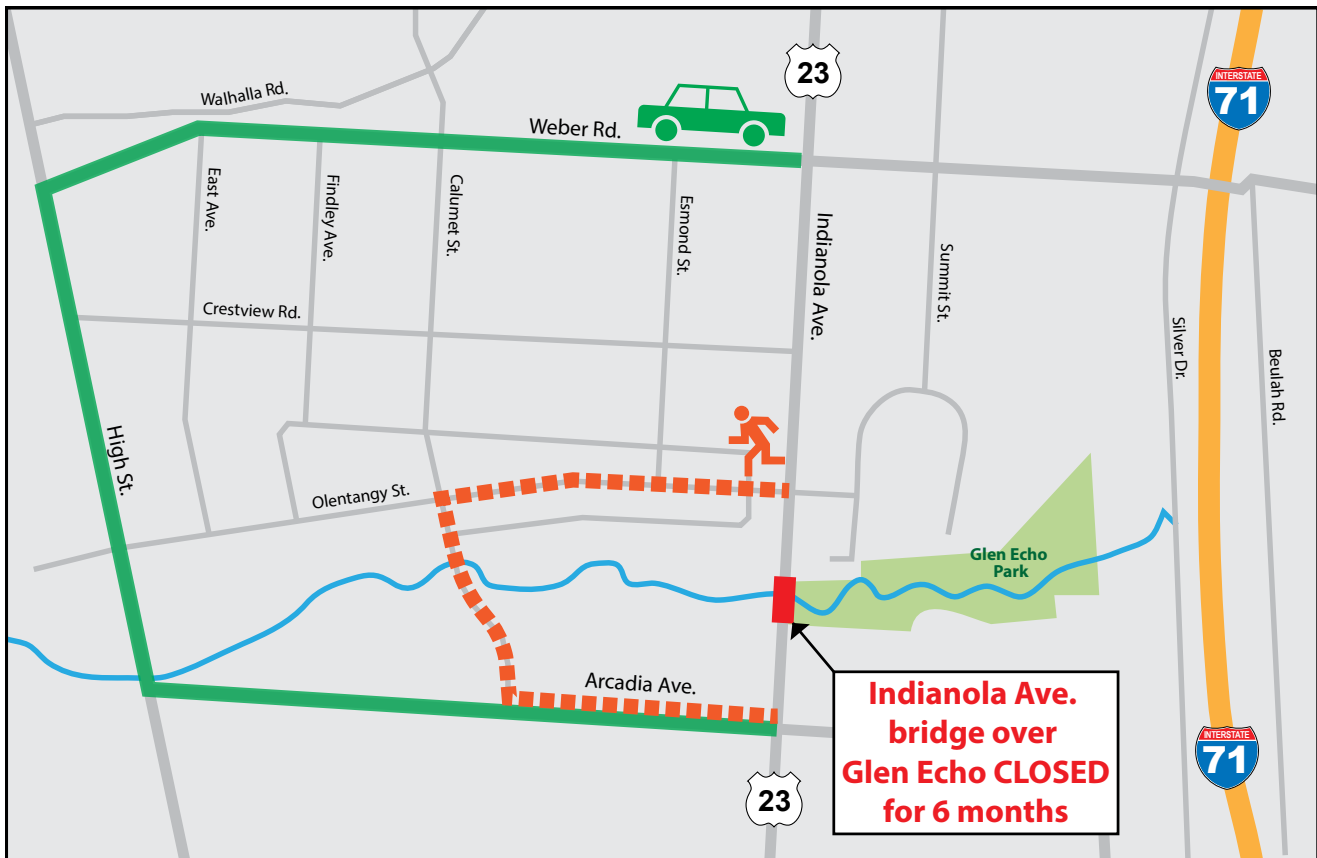 23
INTERSTATE
71
Walhalla Rd.
Weber Rd.
East Ave.
Findley Ave.
Calumet St.
Esmond St.
Indianola Ave.
Summit St.
Crestview Rd.
Silver Dr.
Beulah Rd.
High St.
Olentangy St.
Glen Echo
Park
Arcadia Ave.
Indianola Ave.
bridge over
Glen Echo CLOSED
for 6 months
23
INTERSTATE
71